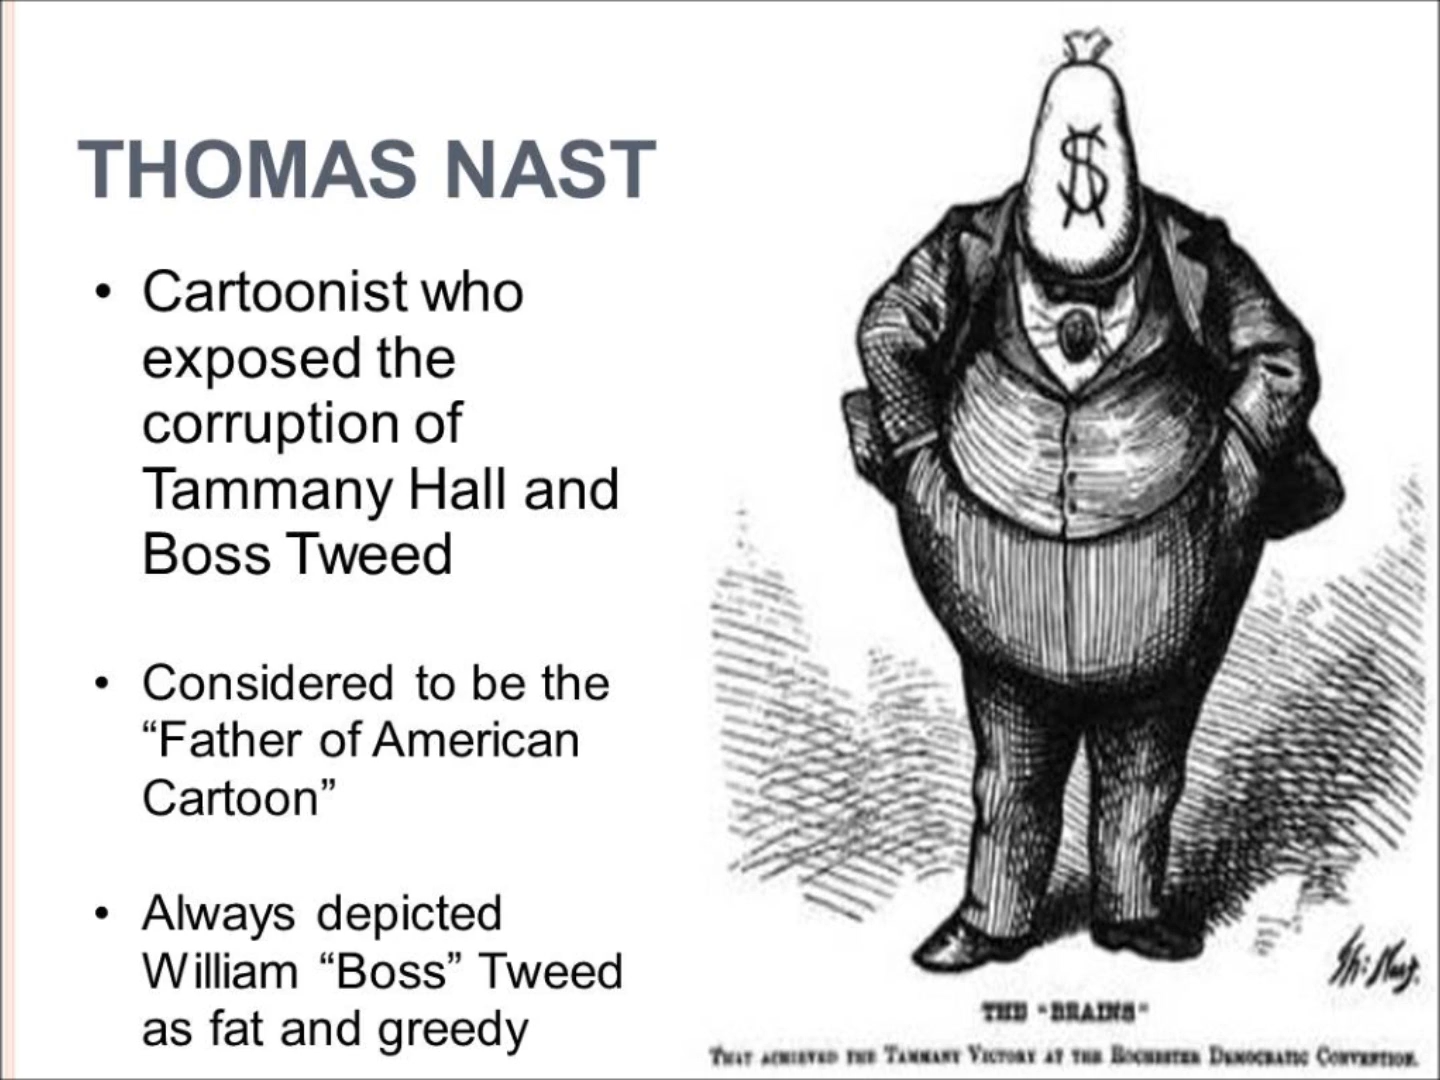 THOMAS NAST
• Cartoonist who
exposed the
corruption of
Tammany Hall and
Boss Tweed
• Considered to be the
“Father of American
Cartoon”
• Always depicted
William “Boss” Tweed
as fat and greedy
$
Th: Nast.
THE "BRAINS"
THAT ACHIEVED THE TAMMANY VICTORY AT THE ROCHESTER DEMOCRATIC CONVENTION.